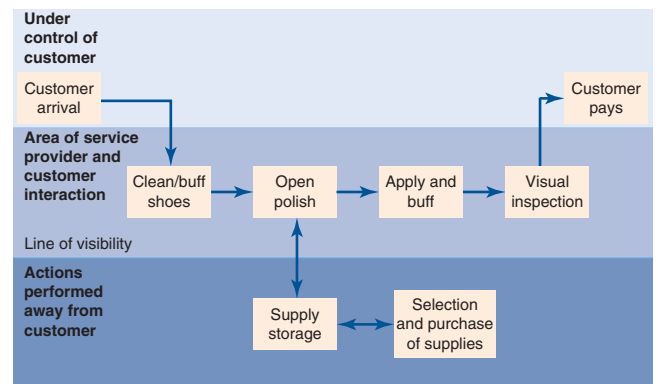 Under
control of
customer
Customer
arrival
Customer
pays
Area of service
provider and
customer
interaction
Clean/buff
shoes
Open
polish
Apply and
buff
Visual
inspection
Line of visibility
Actions
performed
away from
customer
Supply
storage
Selection
and purchase
of supplies